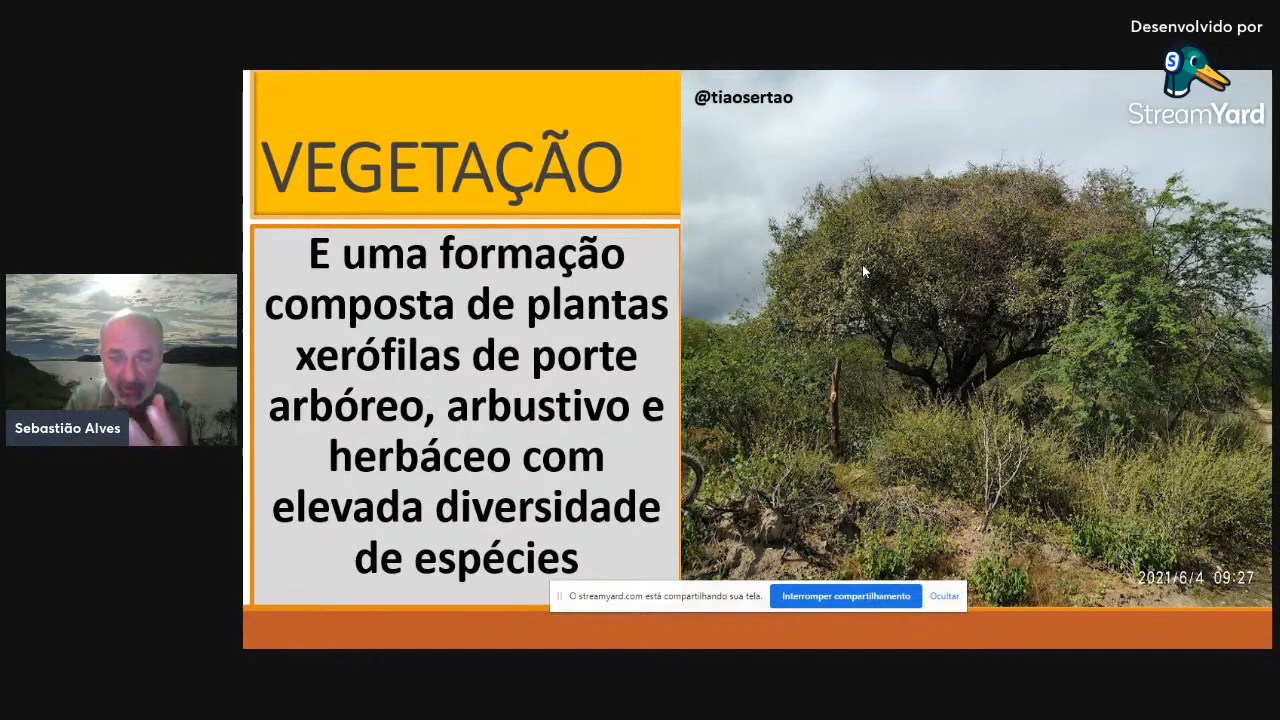 Desenvolvido por
StreamYard
@tiaosertao
VEGETAÇÃO
E uma formação
composta de plantas
xerófilas de porte
arbóreo, arbustivo e
herbáceo com
elevada diversidade
de espécies
Sebastião Alves
2021/6/4 09:27
O streamyard.com está compartilhando sua tela.
Interromper compartilhamento
Ocultar